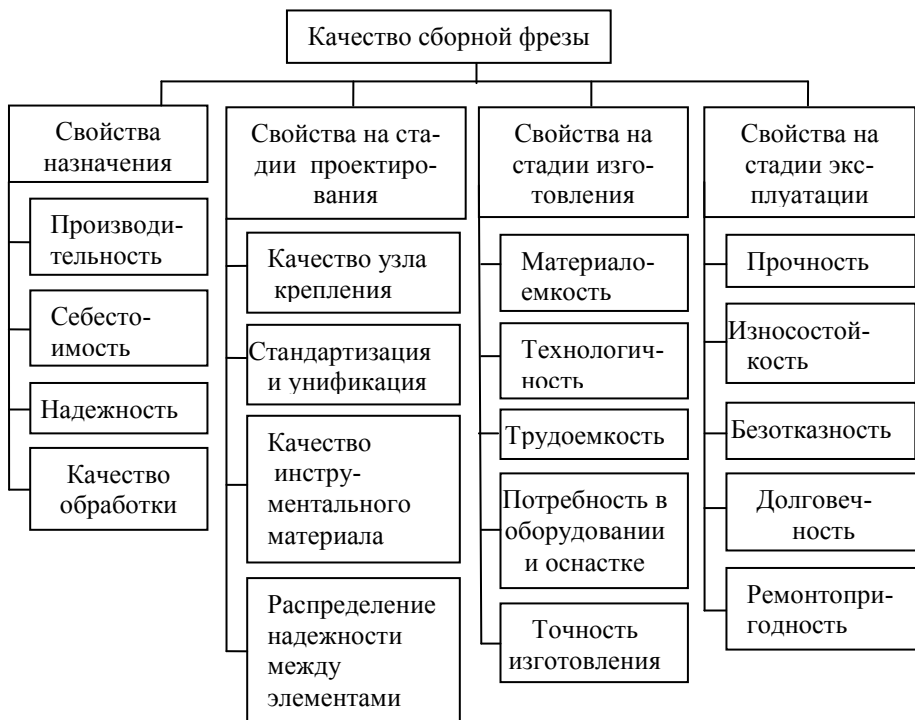 Качество сборной фрезы
Свойства
назначения
Производи-
тельность
Себесто-
имость
Надежность
Качество
обработки
Свойства на ста-
дии проектиро-
вания
Качество узла
крепления
Стандартизация
и унификация
Качество
инстру-
ментального
материала
Распределение
надежности
между
элементами
Свойства на
стадии изго-
товления
Материало-
емкость
Технологич-
ность
Трудоемкость
Потребность в
оборудовании
и оснастке
Точность
изготовления
Свойства на
стадии экс-
плуатации
Прочность
Износостой-
кость
Безотказность
Долговеч-
ность
Ремонтопри-
годность